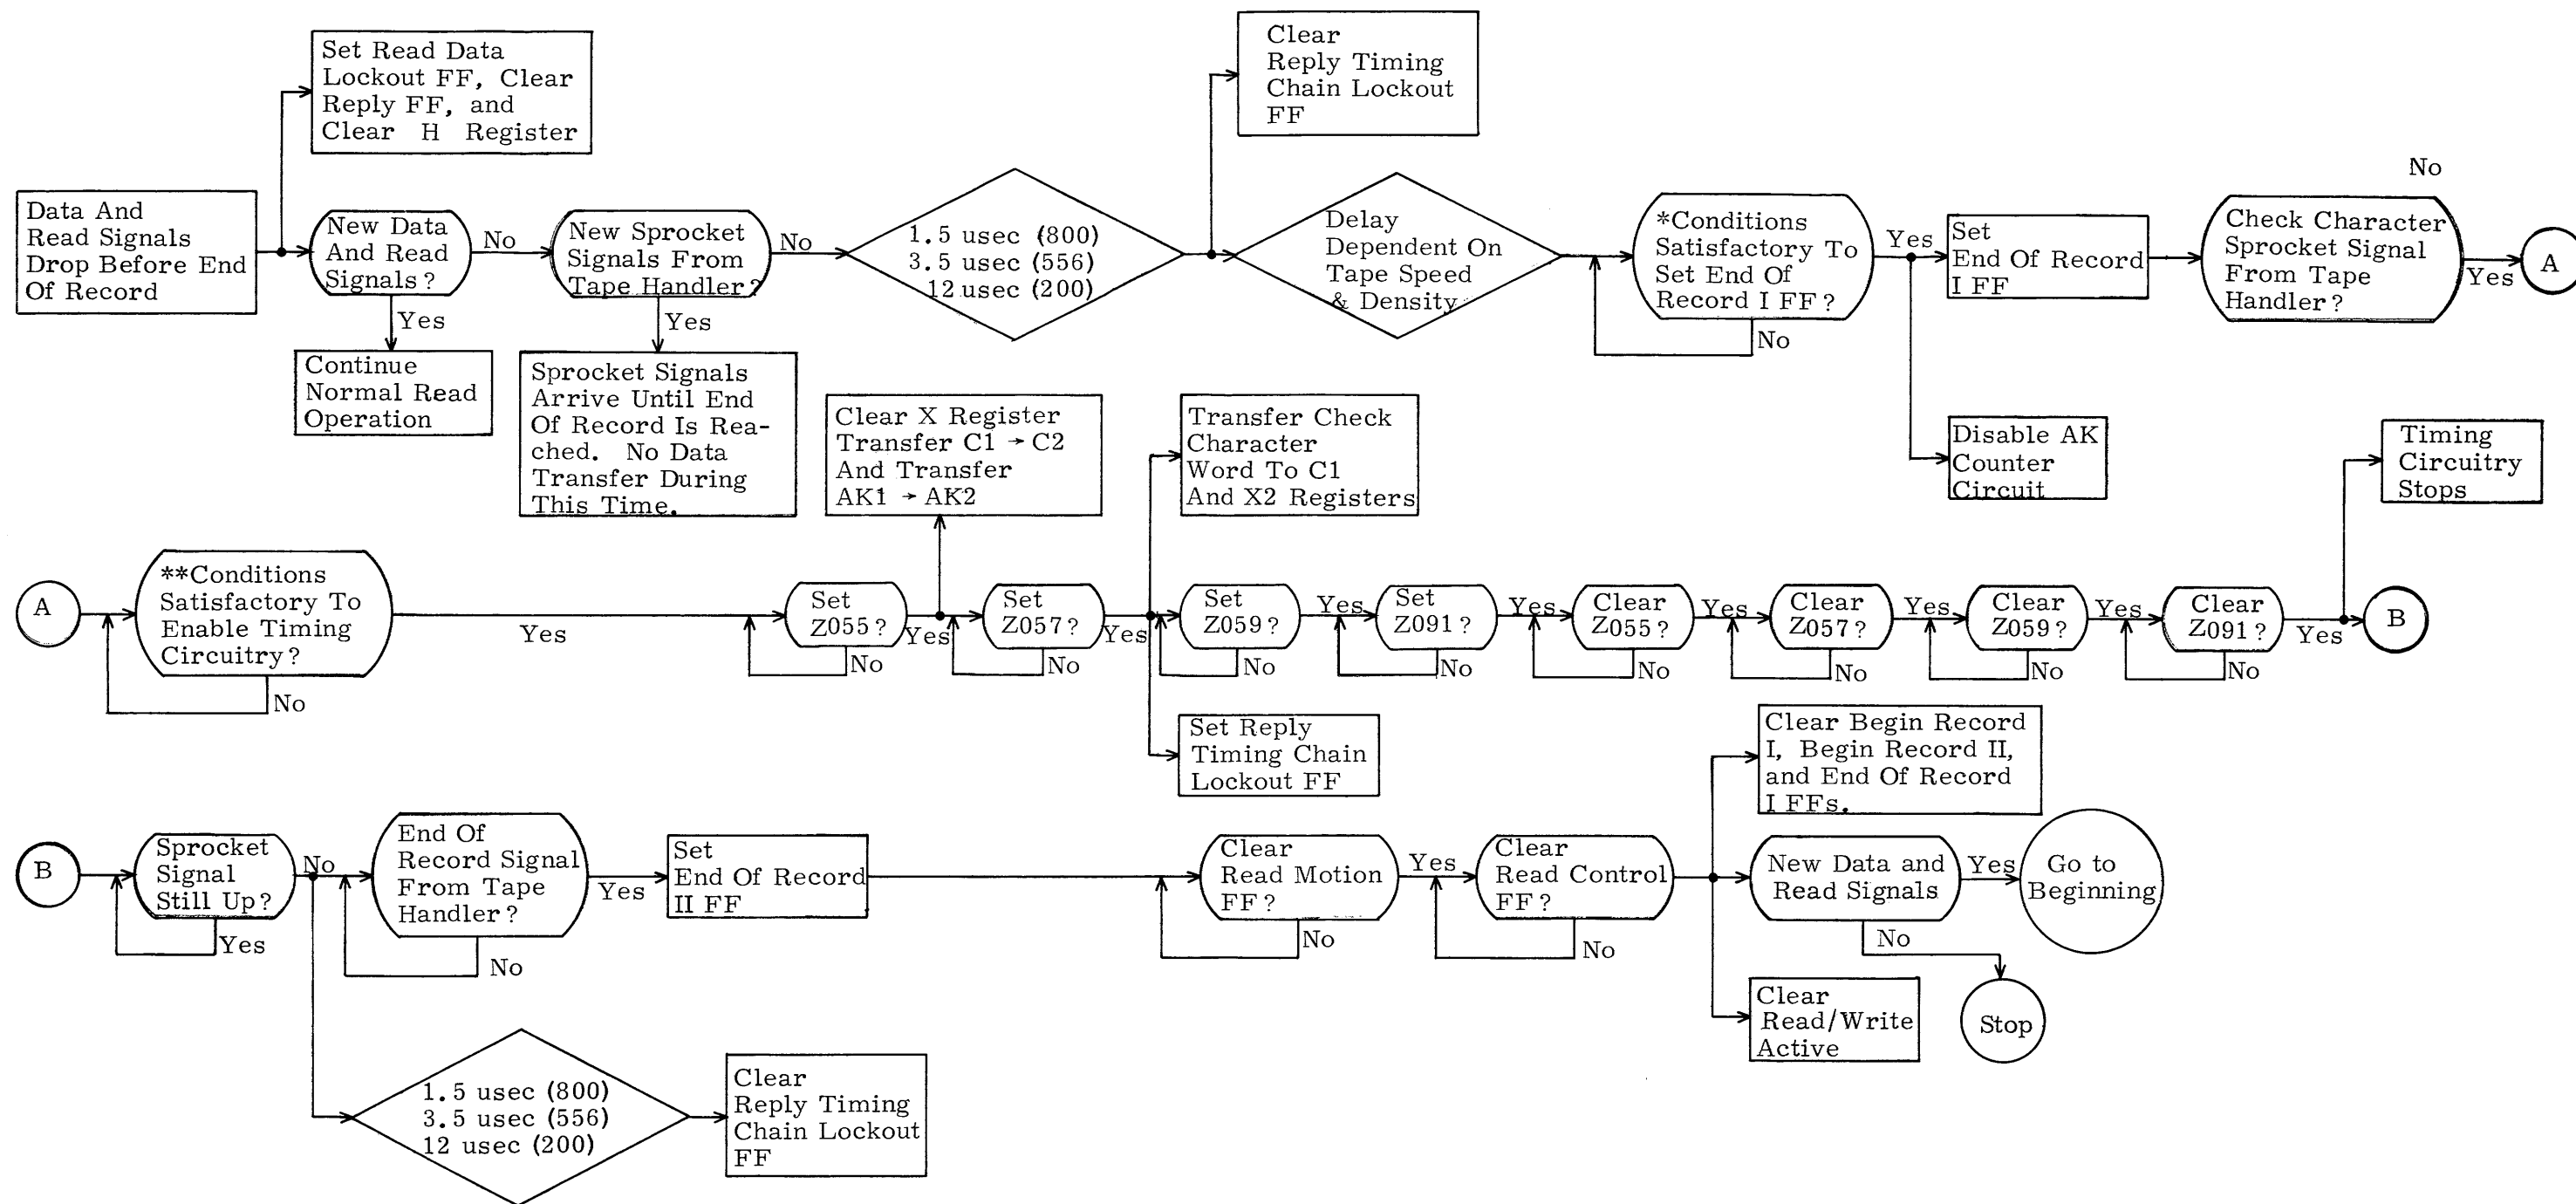 Set Read Data
Lockout FF, Clear
Reply FF, and
Clear H Register
Clear
Reply Timing
Chain Lockout
FF
Data And
Read Signals
Drop Before End
Of Record
New Data
And Read
Signals?
No
Yes
Continue
Normal Read
Operation
New Sprocket
Signals From
Tape Handler?
No
Yes
Sprocket Signals
Arrive Until End
Of Record Is Rea-
ched. No Data
Transfer During
This Time.
1.5 usec (800)
3.5 usec (556)
12 usec (200)
Delay
Dependent On
Tape Speed
& Density
*Conditions
Satisfactory To
Set End Of
Record I FF?
No
Yes
Set
End Of Record
I FF
Disable AK
Counter
Circuit
No
Check Character
Sprocket Signal
From Tape
Handler?
Yes
A
A
**Conditions
Satisfactory To
Enable Timing
Circuitry?
No
Yes
Set
Z055?
No
Yes
Clear X Register
Transfer C1 → C2
And Transfer
AK1 → AK2
Set
Z057?
No
Yes
Transfer Check
Character
Word To C1
And X2 Registers
Set Reply
Timing Chain
Lockout FF
Set
Z059?
No
Yes
Set
Z091?
No
Yes
Clear
Z055?
No
Yes
Clear
Z057?
No
Yes
Clear
Z059?
No
Yes
Clear
Z091?
No
Yes
Timing
Circuitry
Stops
B
B
Sprocket
Signal
Still Up?
Yes
No
End Of
Record Signal
From Tape
Handler?
No
Yes
Set
End Of Record
II FF
Clear
Read Motion
FF?
No
Yes
Clear
Read Control
FF?
No
Clear Begin Record
I, Begin Record II,
and End Of Record
I FFs.
New Data and
Read Signals
Yes
Go to
Beginning
No
Stop
Clear
Read/Write
Active
1.5 usec (800)
3.5 usec (556)
12 usec (200)
Clear
Reply Timing
Chain Lockout
FF